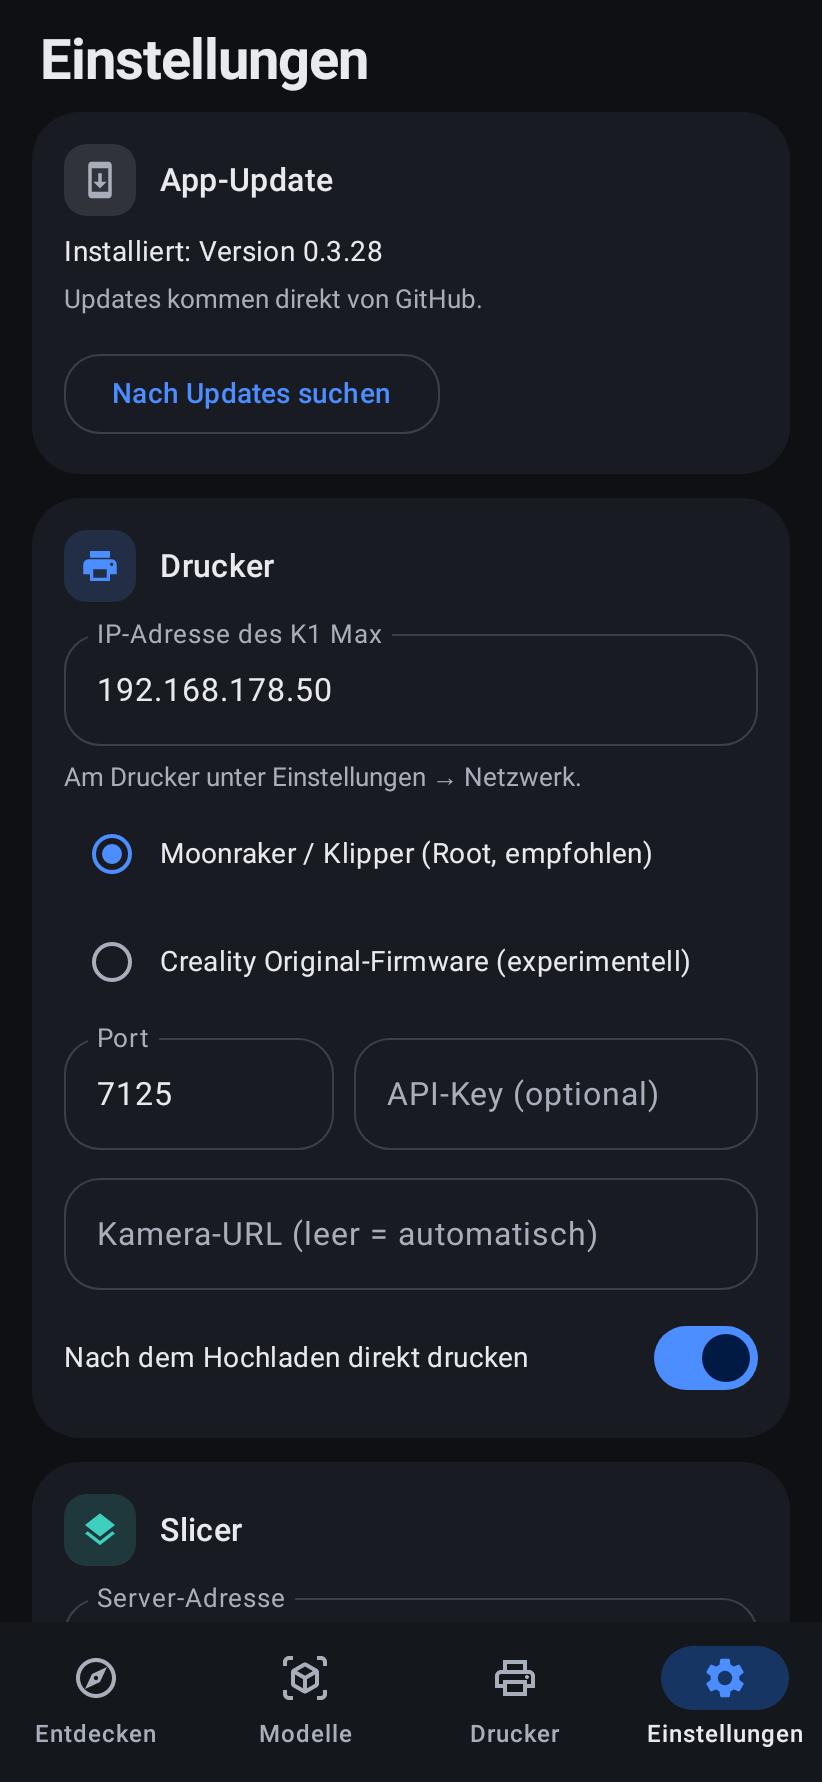 Einstellungen
App-Update
Installiert: Version 0.3.28
Updates kommen direkt von GitHub.
Nach Updates suchen
Drucker
IP-Adresse des K1 Max
192.168.178.50
Am Drucker unter Einstellungen → Netzwerk.
Moonraker / Klipper (Root, empfohlen)
Creality Original-Firmware (experimentell)
Port
7125
API-Key (optional)
Kamera-URL (leer = automatisch)
Nach dem Hochladen direkt drucken
Slicer
Server-Adresse
Entdecken
Modelle
Drucker
Einstellungen